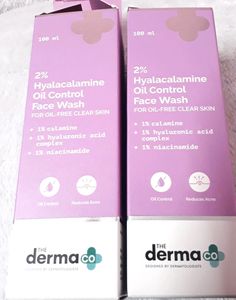 100 ml
2%
Hyalacalamine
Oil Control
Face Wash
FOR OIL-FREE CLEAR SKIN
+ 1% calamine
+ 1% hyaluronic acid
complex
+ 1% niacinamide
Oil Control
Reduces Acne
THE
derma co
DESIGNED BY DERMATOLOGISTS
100 ml
2%
Hyalacalamine
Oil Control
Face Wash
FOR OIL-FREE CLEAR SKIN
+ 1% calamine
+ 1% hyaluronic acid
complex
+ 1% niacinamide
Oil Control
Reduces Acne
THE
derma co
DESIGNED BY DERMATOLOGISTS